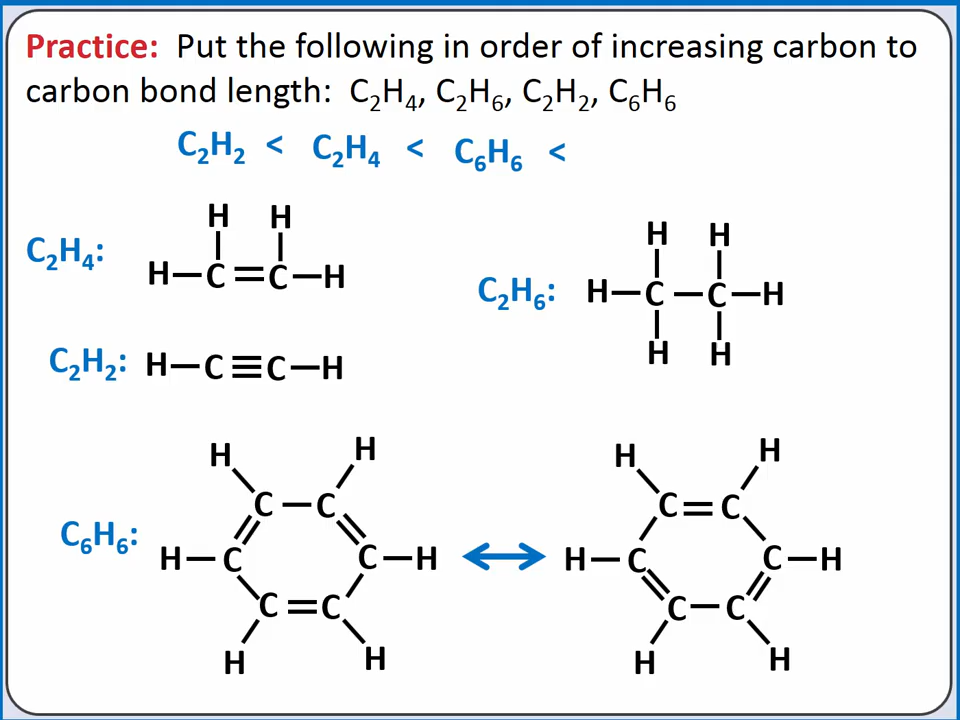 Practice: Put the following in order of increasing carbon to
carbon bond length: C₂H₄, C₂H₆, C₂H₂, C₆H₆
C₂H₂ < C₂H₄ < C₆H₆ <
C₂H₄:
H H
H—C=C—H
C₂H₆:
H H
H—C—C—H
H H
C₂H₂: H—C≡C—H
C₆H₆:
H H
C—C
H—C C—H
C=C
H H
H H
C=C
H—C C—H
C—C
H H